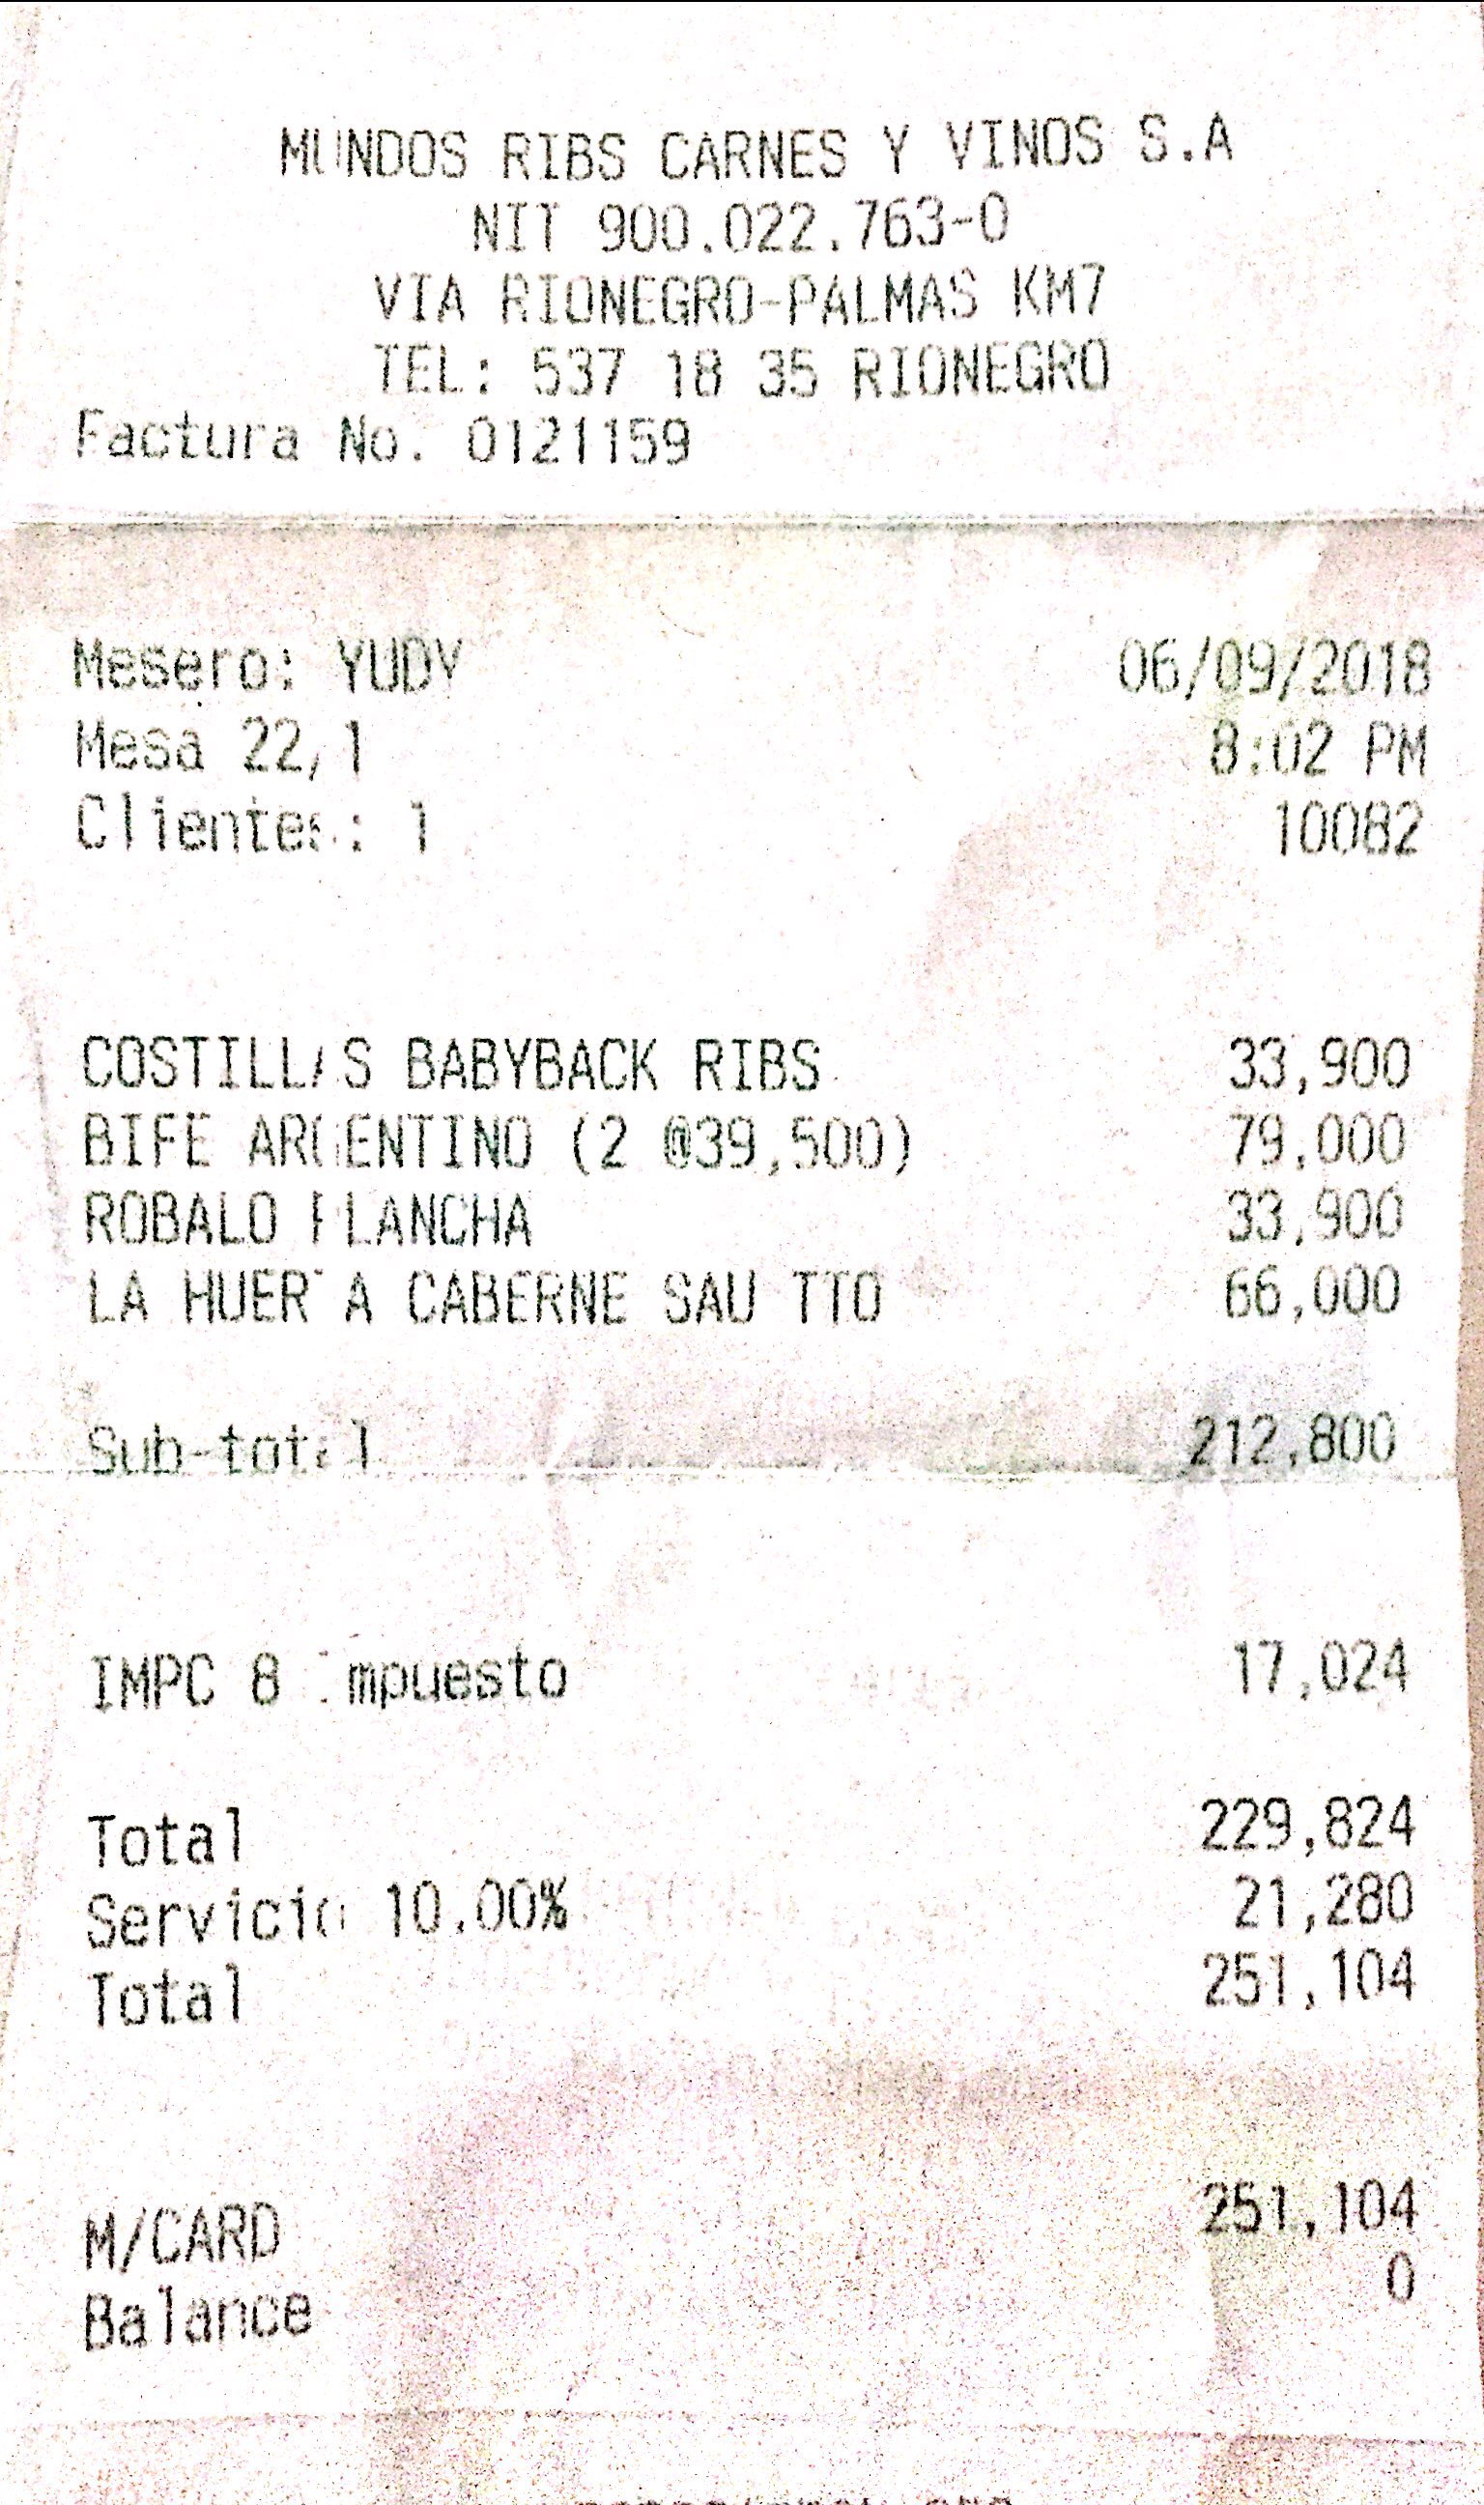 MUNDOS RIBS CARNES Y VINOS S.A
NIT 900.022.763-0
VIA RIONEGRO-PALMAS KM7
TEL: 537 18 35 RIONEGRO
Factura No. 0121159
Mesero: YUDY 06/09/2018
Mesa 22/1 8:02 PM
Clientes: 1 10082
COSTILLAS BABYBACK RIBS 33,900
BIFE ARGENTINO (2 @39,500) 79,000
ROBALO PLANCHA 33,900
LA HUERTA CABERNE SAU TTO 66,000
Sub-total 212,800
IMPC 8 Impuesto 17,024
Total 229,824
Servicio 10.00% 21,280
Total 251,104
M/CARD 251,104
Balance 0